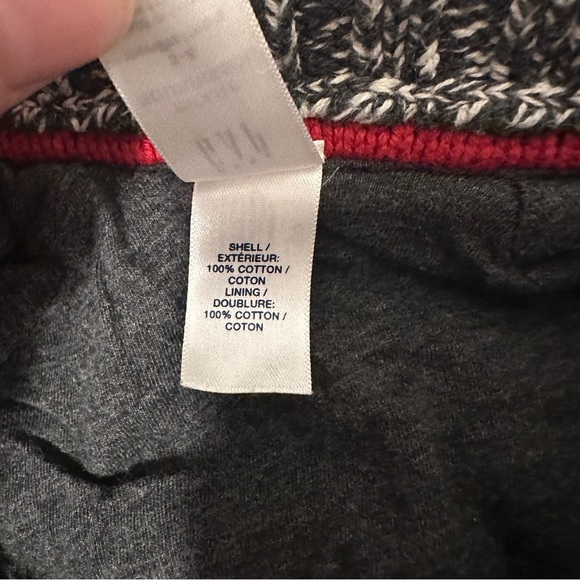 SHELL /
EXTÉRIEUR:
100% COTTON /
COTON
LINING /
DOUBLURE:
100% COTTON /
COTON